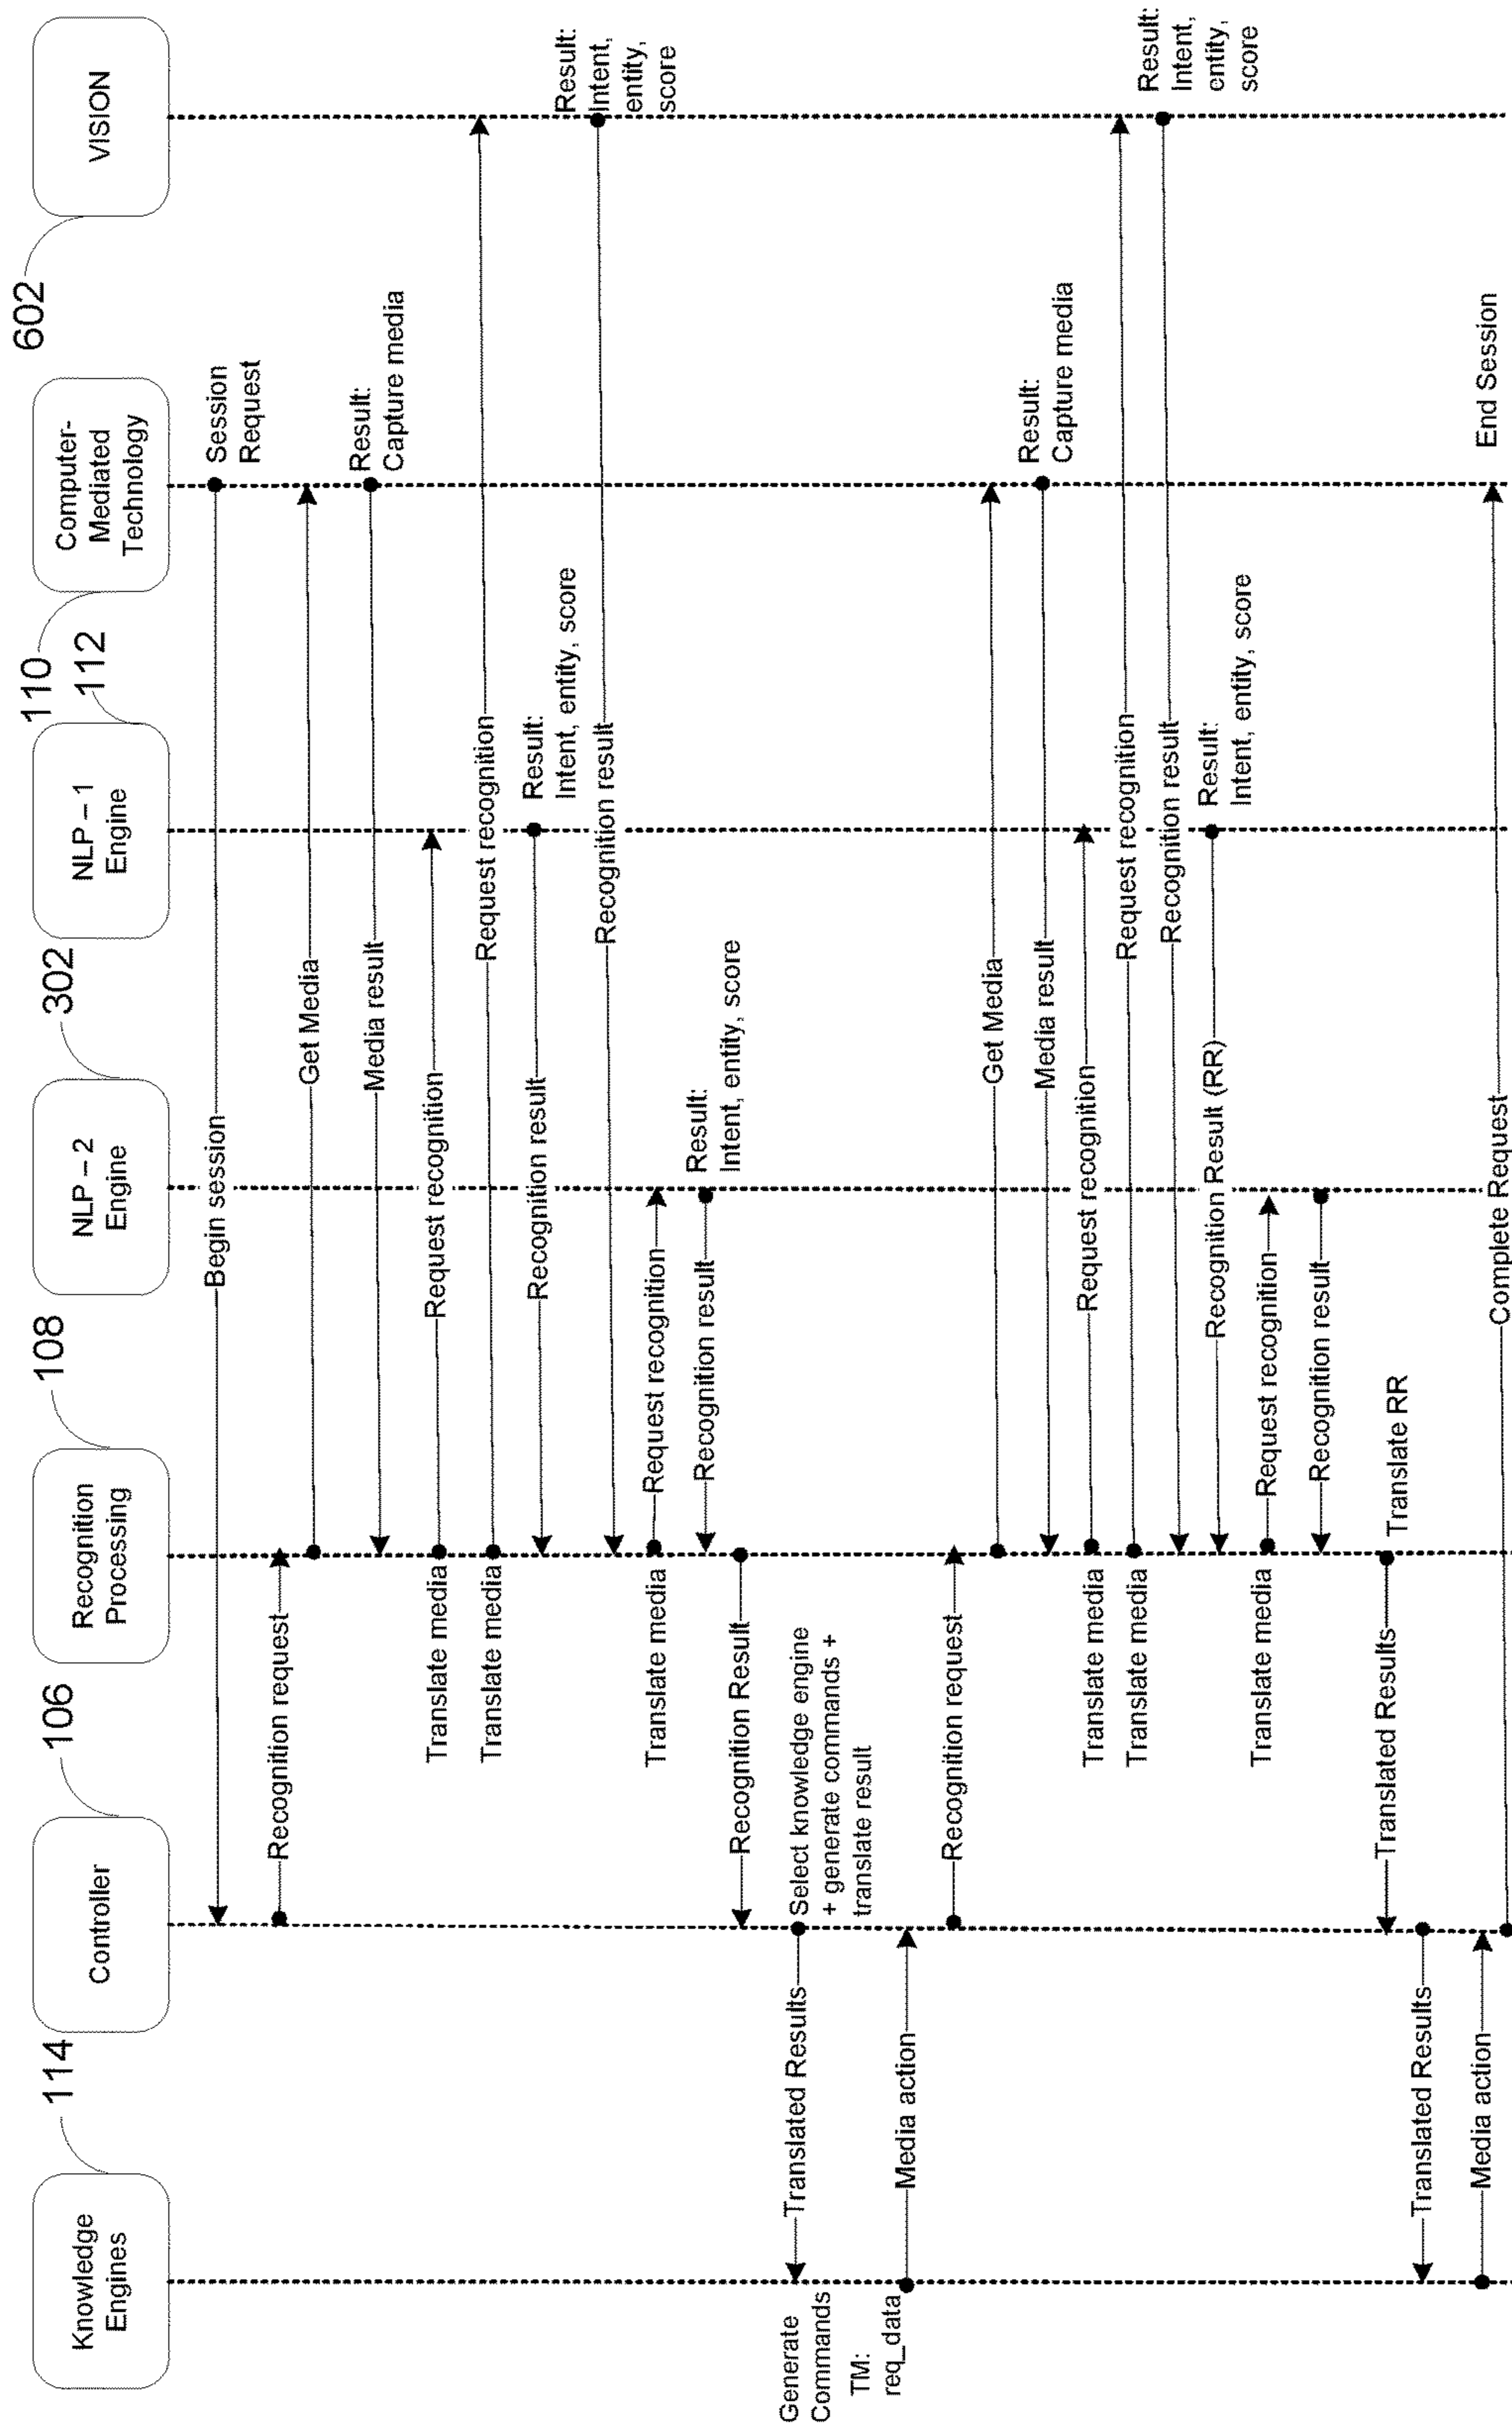 114
106
108
302
112
110
602
Knowledge
Engines
Controller
Recognition
Processing
NLP – 2
Engine
NLP – 1
Engine
Computer-
Mediated
Technology
VISION
Session
Request
Begin session
Recognition request
Get Media
Result:
Capture media
Media result
Translate media
Request recognition
Translate media
Request recognition
Result:
Intent, entity, score
Recognition result
Result:
Intent,
entity,
score
Recognition result
Translate media
Request recognition
Result:
Intent, entity, score
Recognition result
Recognition Result
Select knowledge engine
+ generate commands +
translate result
Translated Results
Generate
Commands
TM:
req_data
Media action
Recognition request
Get Media
Result:
Capture media
Media result
Translate media
Request recognition
Translate media
Request recognition
Result:
Intent,
entity,
score
Recognition result
Result:
Intent, entity, score
Recognition Result (RR)
Translate media
Request recognition
Recognition result
Translate RR
Translated Results
Translated Results
Media action
Complete Request
End Session